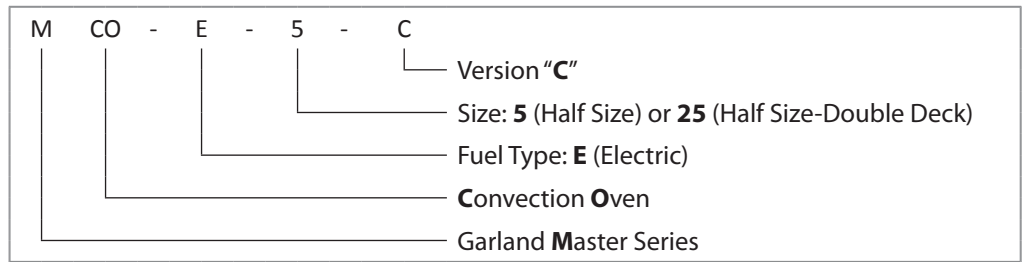 M CO - E - 5 - C
Version “C”
Size: 5 (Half Size) or 25 (Half Size-Double Deck)
Fuel Type: E (Electric)
Convection Oven
Garland Master Series